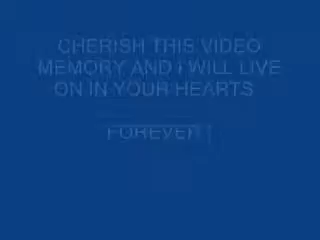 CHERISH THIS VIDEO
MEMORY AND I WILL LIVE
ON IN YOUR HEARTS
FOREVER